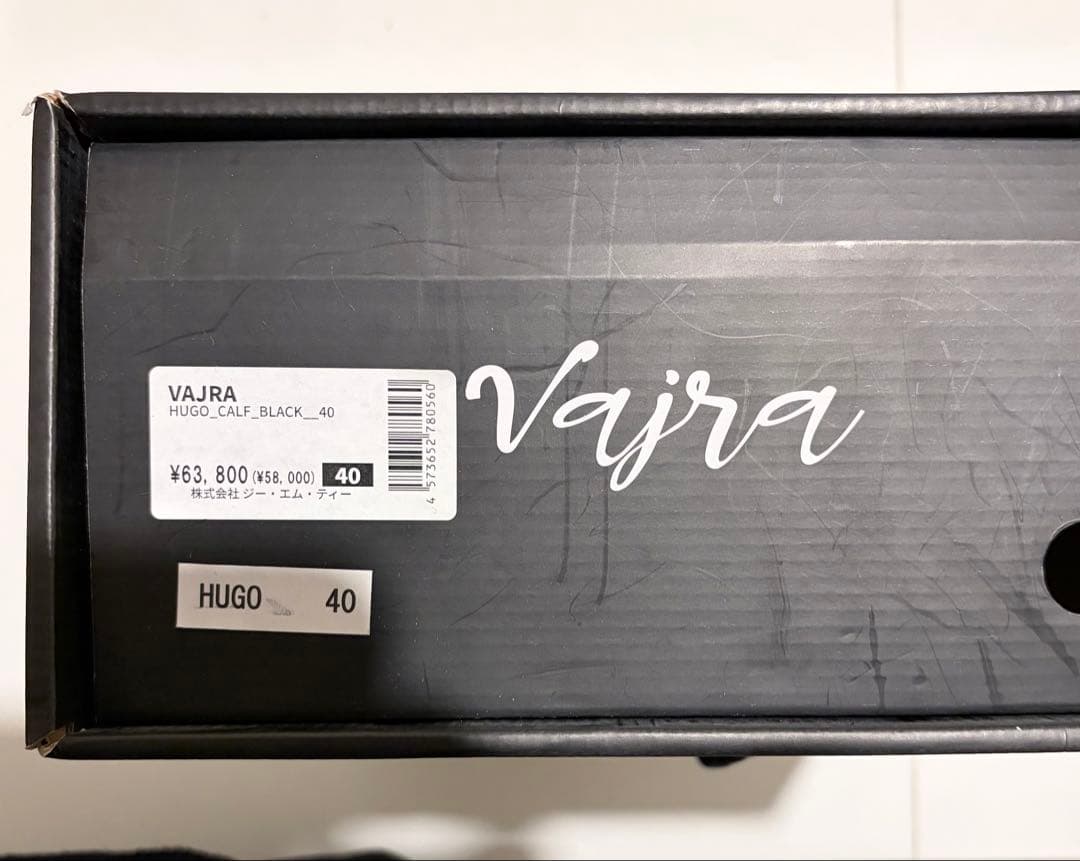 VAJRA
HUGO_CALF_BLACK__40
¥63,800(¥58,000) 40
株式会社 ジー・エム・ティー
4 573652 780560
Vajra
HUGO 40